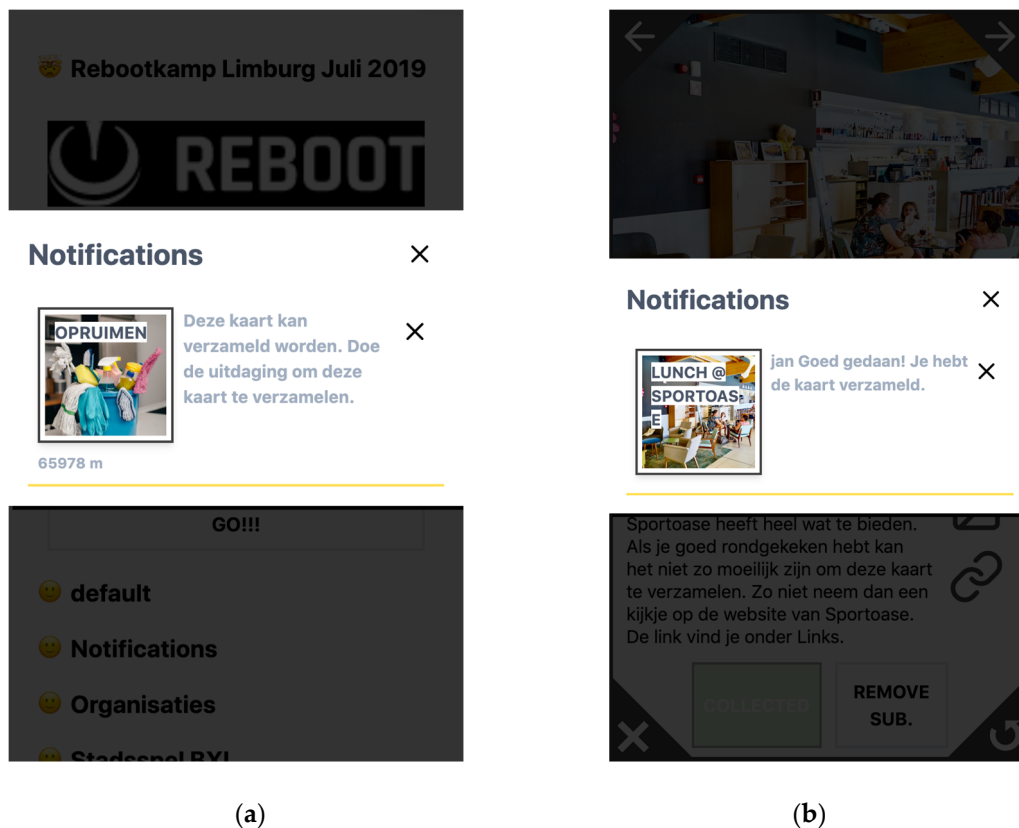 🤯 Rebootkamp Limburg Juli 2019
REBOOT
Notifications
OPRUIMEN
Deze kaart kan
verzameld worden. Doe
de uitdaging om deze
kaart te verzamelen.
65978 m
GO!!!
🙂 default
🙂 Notifications
🙂 Organisaties
🙂 Stadsspel BXL
(a)
Notifications
LUNCH @
SPORTOAS
E
jan Goed gedaan! Je hebt
de kaart verzameld.
Sportoase heeft heel wat te bieden.
Als je goed rondgekeken hebt kan
het niet zo moeilijk zijn om deze kaart
te verzamelen. Zo niet neem dan een
kijkje op de website van Sportoase.
De link vind je onder Links.
COLLECTED
REMOVE
SUB.
(b)